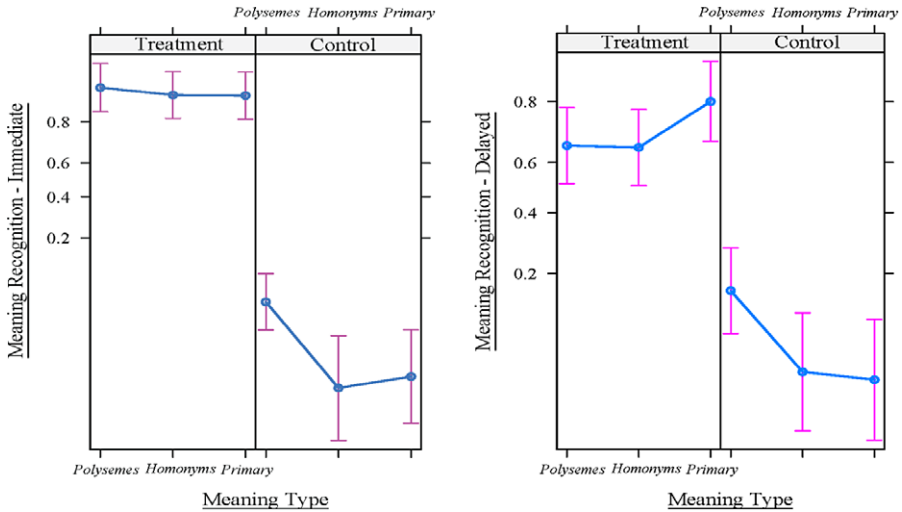 Polysemes Homonyms Primary
Treatment Control
Meaning Recognition - Immediate
0.8
0.6
0.4
0.2
Polysemes Homonyms Primary
Meaning Type
Polysemes Homonyms Primary
Treatment Control
Meaning Recognition - Delayed
0.8
0.6
0.4
0.2
Polysemes Homonyms Primary
Meaning Type